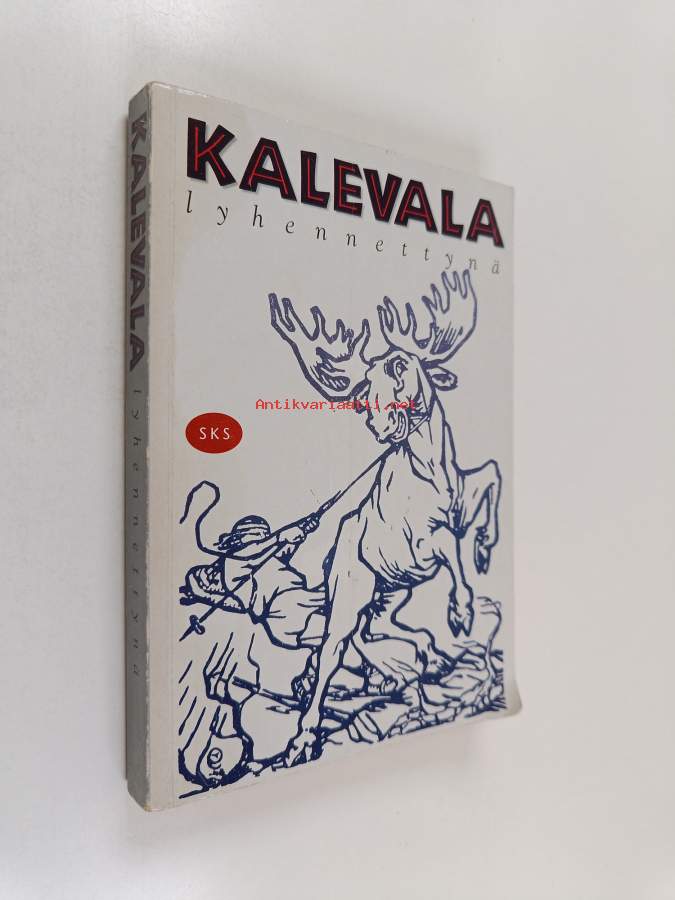 KALEVALA
lyhennettynä
Antikvariaatti.net
SKS
KALEVALA lyhennettynä